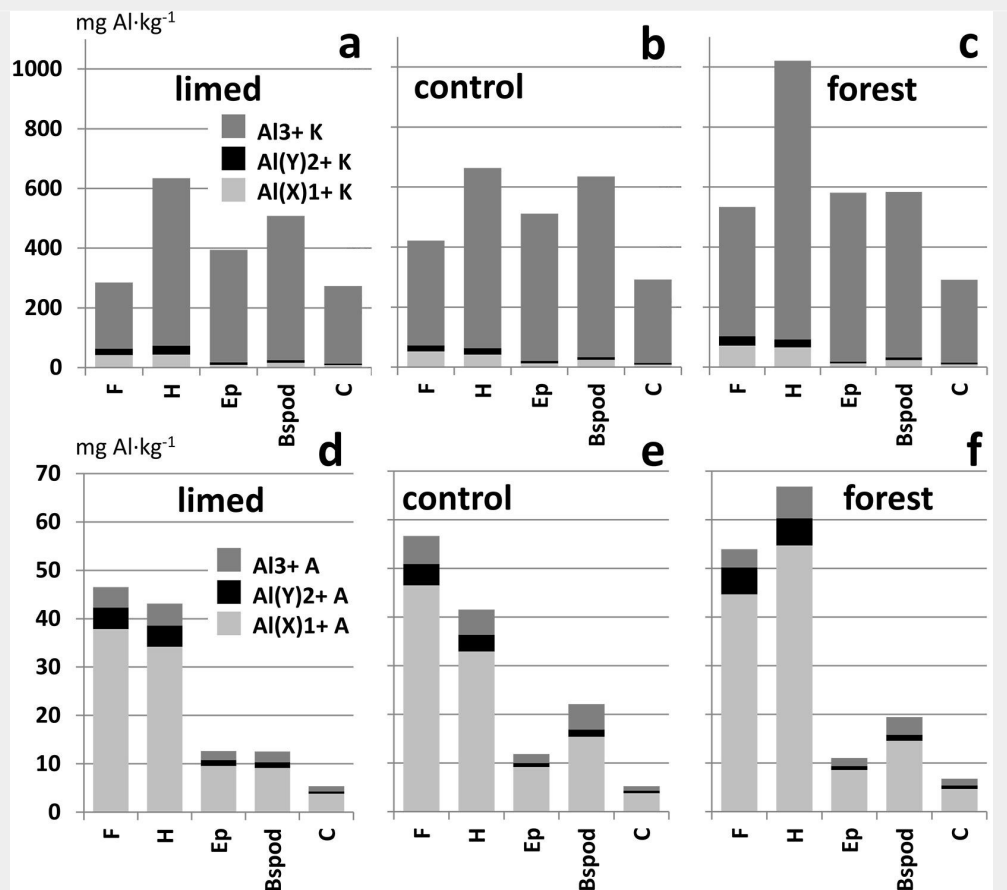 mg Al·kg⁻¹
a
b
c
limed
control
forest
1000
800
600
400
200
0
Al3+ K
Al(Y)2+ K
Al(X)1+ K
F
H
Ep
Bspod
C
F
H
Ep
Bspod
C
F
H
Ep
Bspod
C
mg Al·kg⁻¹
d
e
f
limed
control
forest
70
60
50
40
30
20
10
0
Al3+ A
Al(Y)2+ A
Al(X)1+ A
F
H
Ep
Bspod
C
F
H
Ep
Bspod
C
F
H
Ep
Bspod
C